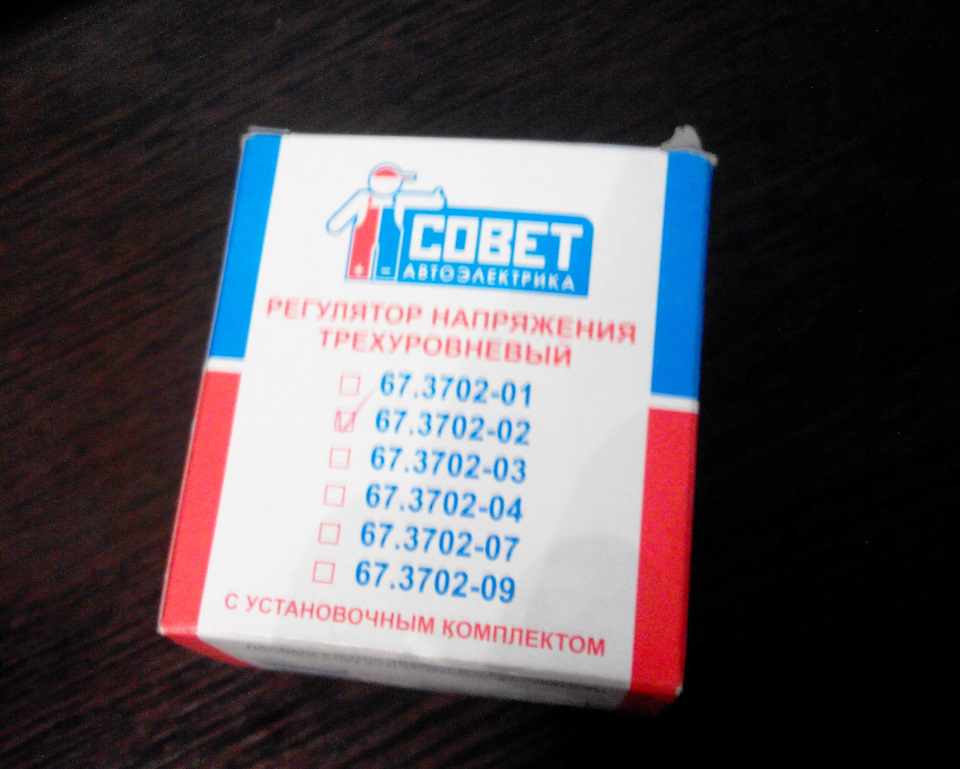 СОВЕТ
АВТОЭЛЕКТРИКА
РЕГУЛЯТОР НАПРЯЖЕНИЯ
ТРЕХУРОВНЕВЫЙ
67.3702-01
67.3702-02
67.3702-03
67.3702-04
67.3702-07
67.3702-09
С УСТАНОВОЧНЫМ КОМПЛЕКТОМ